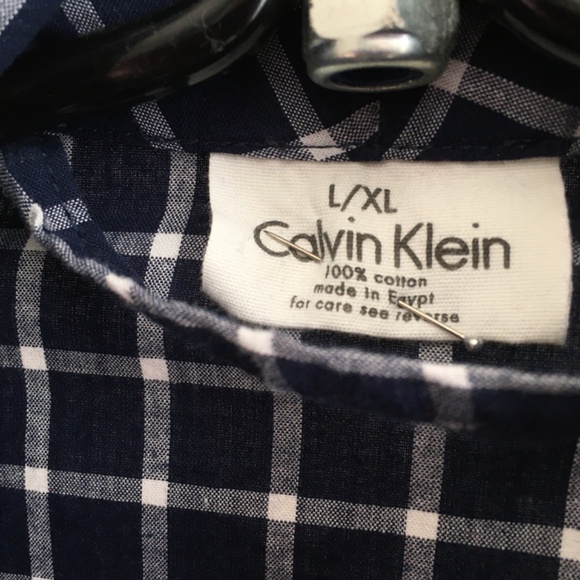 L/XL
Calvin Klein
100% cotton
made in Egypt
for care see reverse